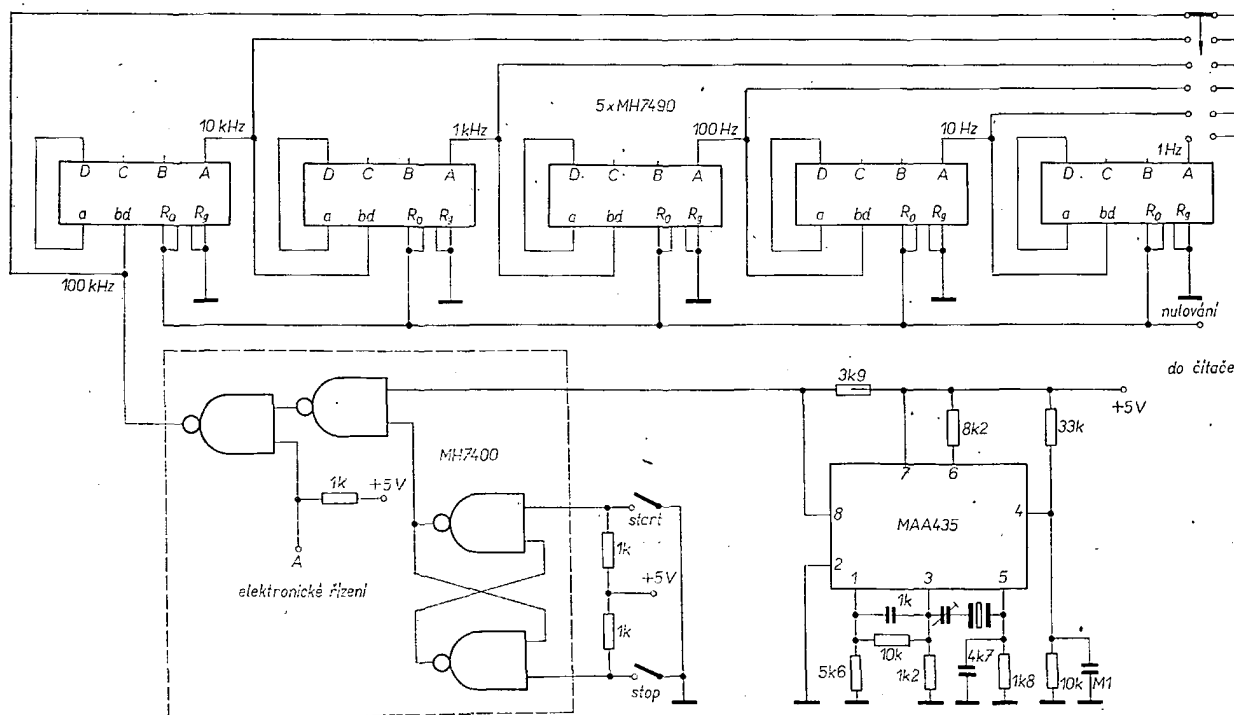 5xMH7490
10 kHz
1 kHz
100 Hz
10 Hz
1 Hz
D C B A
a bd R₀ R₉
D C B A
a bd R₀ R₉
D C B A
a bd R₀ R₉
D C B A
a bd R₀ R₉
D C B A
a bd R₀ R₉
100 kHz
nulování
do čítače
3k9
+5V
8k2
33k
MH7400
1k
+5V
A
elektronické řízení
start
1k
+5V
1k
stop
7 6
8
MAA435
4
2
1 3 5
1k
10k
5k6
1k2
4k7
1k8
10k
M1